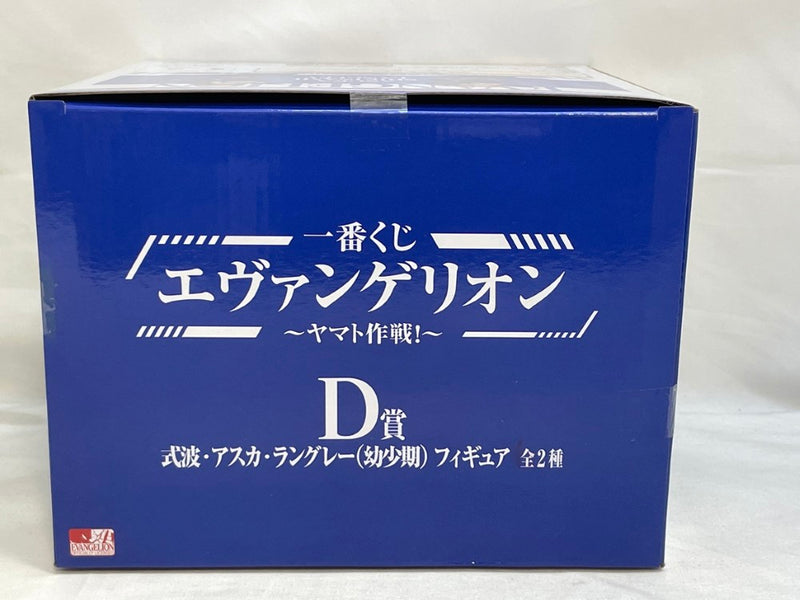 一番くじ
エヴァンゲリオン
~ヤマト作戦!~
D賞
式波・アスカ・ラングレー(幼少期) フィギュア 全2種
EVANGELION